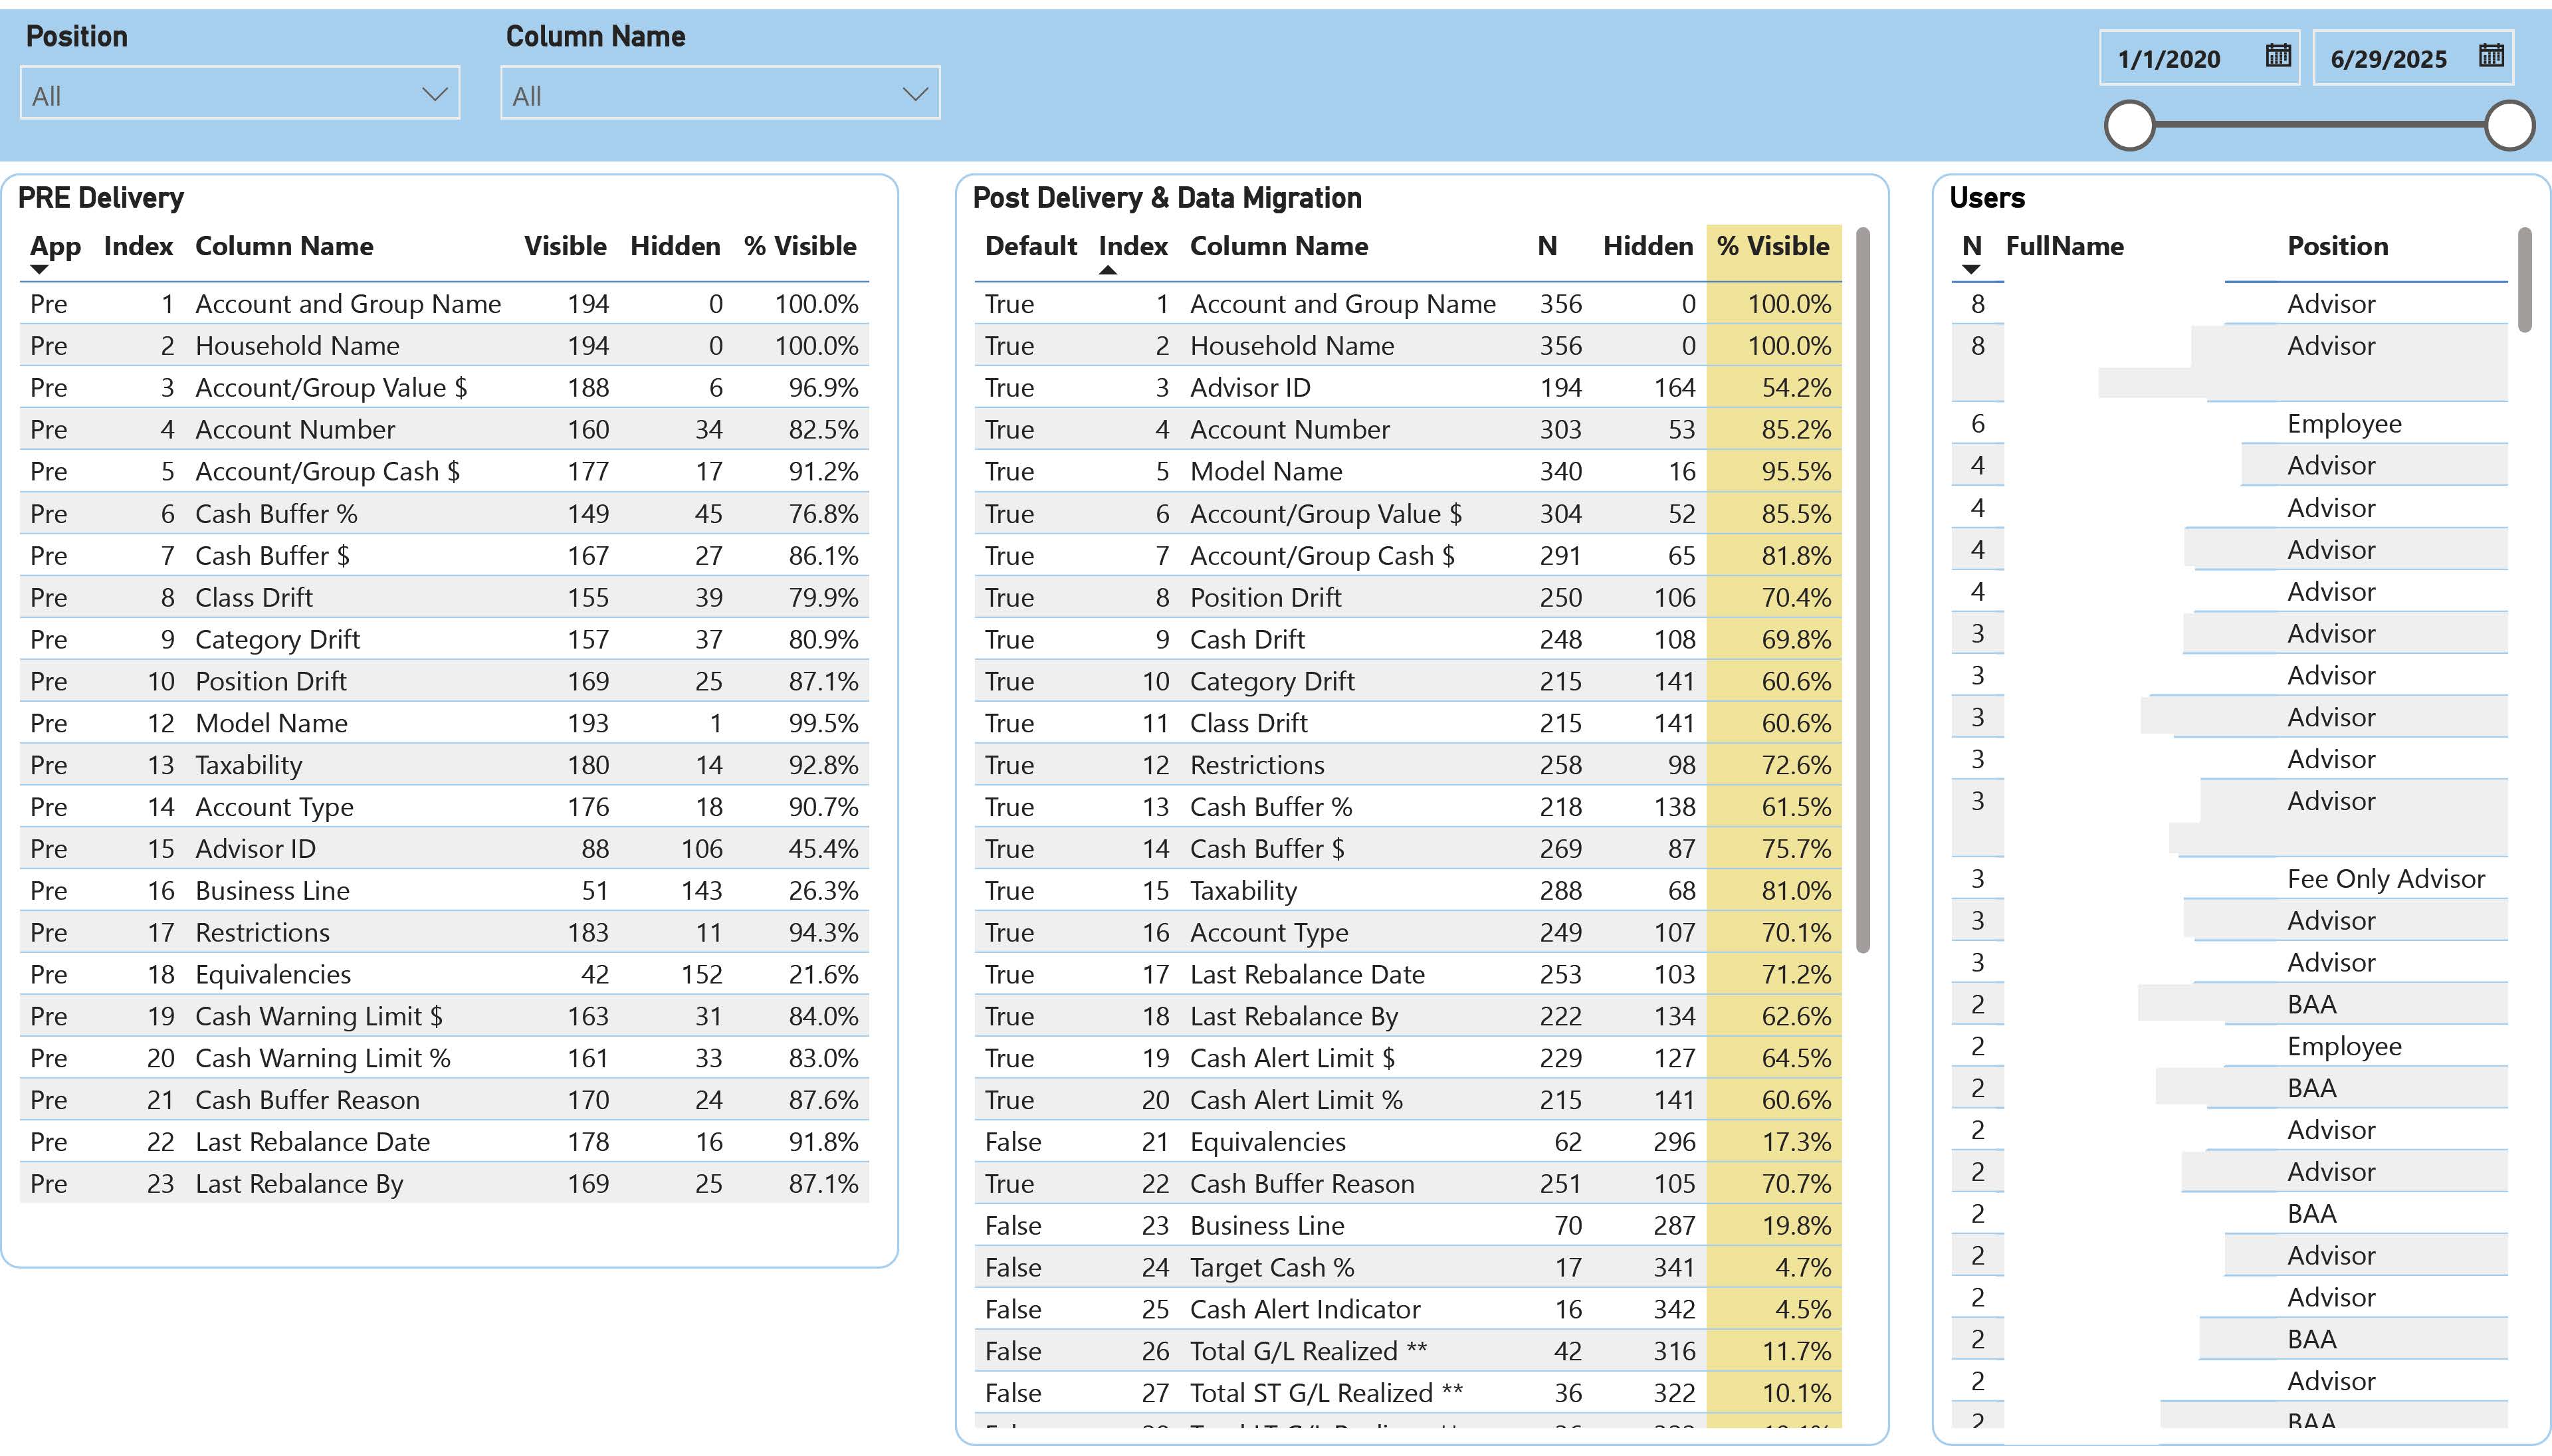 Position Column Name
All All
1/1/2020 6/29/2025
PRE Delivery
App Index Column Name Visible Hidden % Visible
Pre 1 Account and Group Name 194 0 100.0%
Pre 2 Household Name 194 0 100.0%
Pre 3 Account/Group Value $ 188 6 96.9%
Pre 4 Account Number 160 34 82.5%
Pre 5 Account/Group Cash $ 177 17 91.2%
Pre 6 Cash Buffer % 149 45 76.8%
Pre 7 Cash Buffer $ 167 27 86.1%
Pre 8 Class Drift 155 39 79.9%
Pre 9 Category Drift 157 37 80.9%
Pre 10 Position Drift 169 25 87.1%
Pre 12 Model Name 193 1 99.5%
Pre 13 Taxability 180 14 92.8%
Pre 14 Account Type 176 18 90.7%
Pre 15 Advisor ID 88 106 45.4%
Pre 16 Business Line 51 143 26.3%
Pre 17 Restrictions 183 11 94.3%
Pre 18 Equivalencies 42 152 21.6%
Pre 19 Cash Warning Limit $ 163 31 84.0%
Pre 20 Cash Warning Limit % 161 33 83.0%
Pre 21 Cash Buffer Reason 170 24 87.6%
Pre 22 Last Rebalance Date 178 16 91.8%
Pre 23 Last Rebalance By 169 25 87.1%
Post Delivery & Data Migration
Default Index Column Name N Hidden % Visible
True 1 Account and Group Name 356 0 100.0%
True 2 Household Name 356 0 100.0%
True 3 Advisor ID 194 164 54.2%
True 4 Account Number 303 53 85.2%
True 5 Model Name 340 16 95.5%
True 6 Account/Group Value $ 304 52 85.5%
True 7 Account/Group Cash $ 291 65 81.8%
True 8 Position Drift 250 106 70.4%
True 9 Cash Drift 248 108 69.8%
True 10 Category Drift 215 141 60.6%
True 11 Class Drift 215 141 60.6%
True 12 Restrictions 258 98 72.6%
True 13 Cash Buffer % 218 138 61.5%
True 14 Cash Buffer $ 269 87 75.7%
True 15 Taxability 288 68 81.0%
True 16 Account Type 249 107 70.1%
True 17 Last Rebalance Date 253 103 71.2%
True 18 Last Rebalance By 222 134 62.6%
True 19 Cash Alert Limit $ 229 127 64.5%
True 20 Cash Alert Limit % 215 141 60.6%
False 21 Equivalencies 62 296 17.3%
True 22 Cash Buffer Reason 251 105 70.7%
False 23 Business Line 70 287 19.8%
False 24 Target Cash % 17 341 4.7%
False 25 Cash Alert Indicator 16 342 4.5%
False 26 Total G/L Realized ** 42 316 11.7%
False 27 Total ST G/L Realized ** 36 322 10.1%
Users
N FullName Position
8 Advisor
8 Advisor
6 Employee
4 Advisor
4 Advisor
4 Advisor
4 Advisor
3 Advisor
3 Advisor
3 Advisor
3 Advisor
3 Advisor
3 Fee Only Advisor
3 Advisor
3 Advisor
2 BAA
2 Employee
2 BAA
2 Advisor
2 Advisor
2 BAA
2 Advisor
2 Advisor
2 BAA
2 Advisor
2 BAA